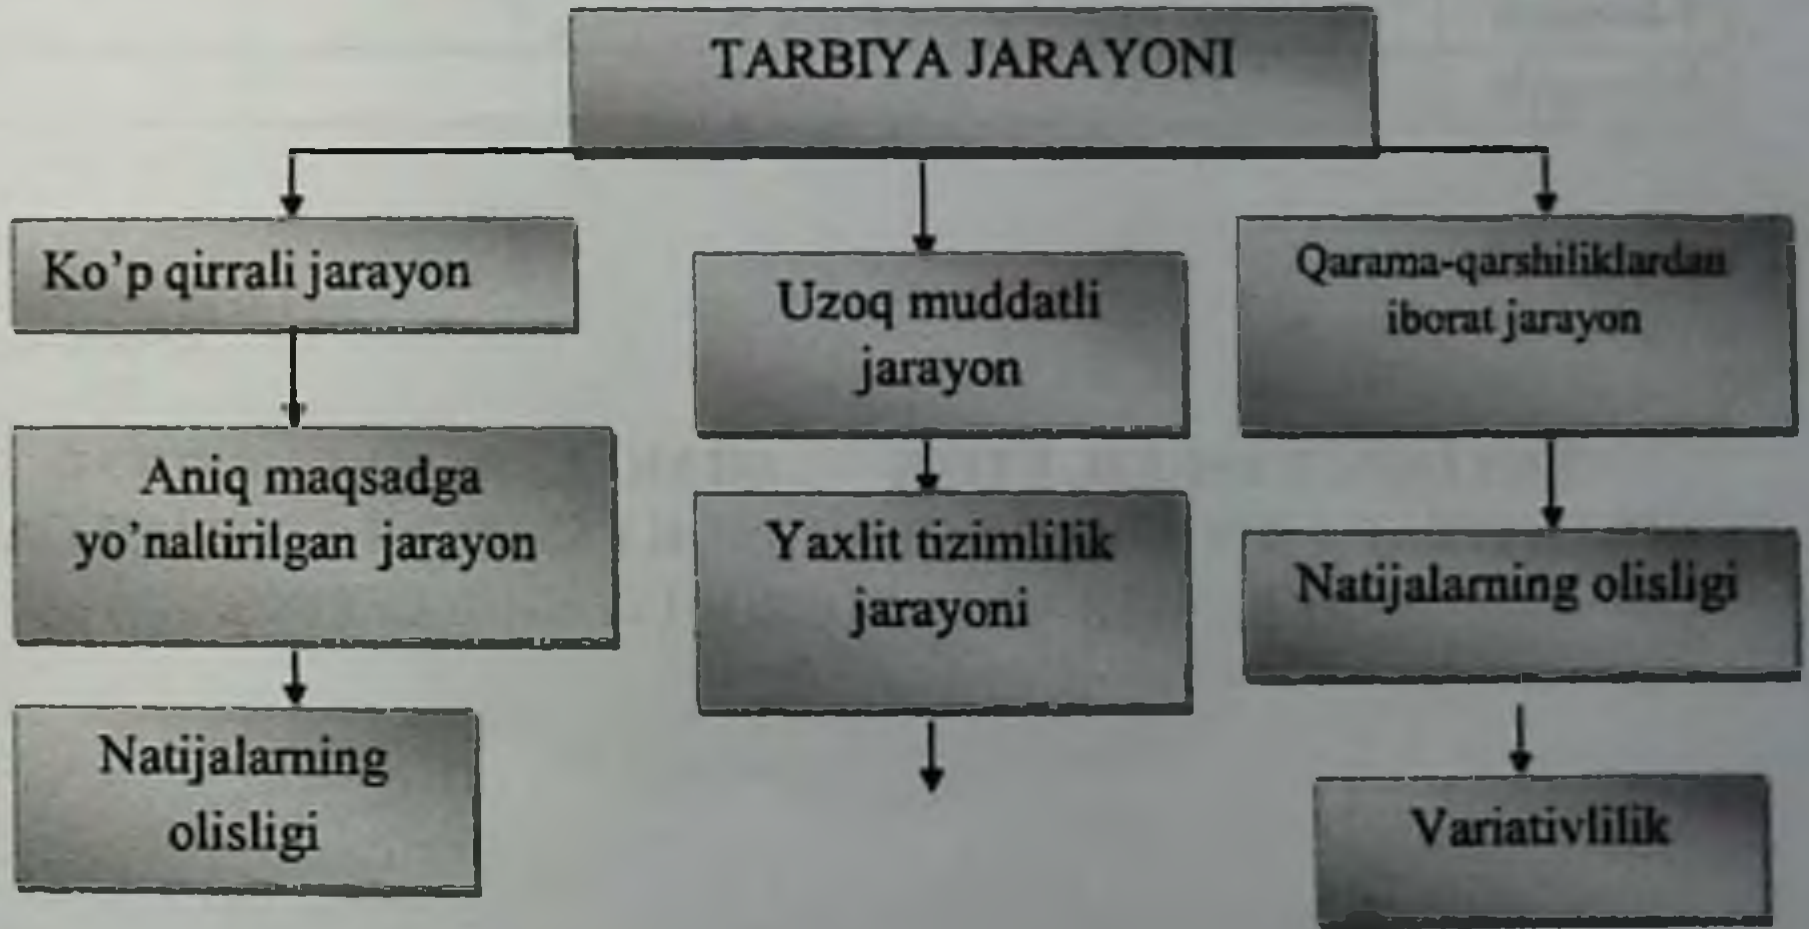 TARBIYA JARAYONI
Ko'p qirrali jarayon
Uzoq muddatli
jarayon
Qarama-qarshiliklardan
iborat jarayon
Aniq maqsadga
yo'naltirilgan jarayon
Yaxlit tizimlilik
jarayoni
Natijalarning olisligi
Natijalarning
olisligi
Variativlilik